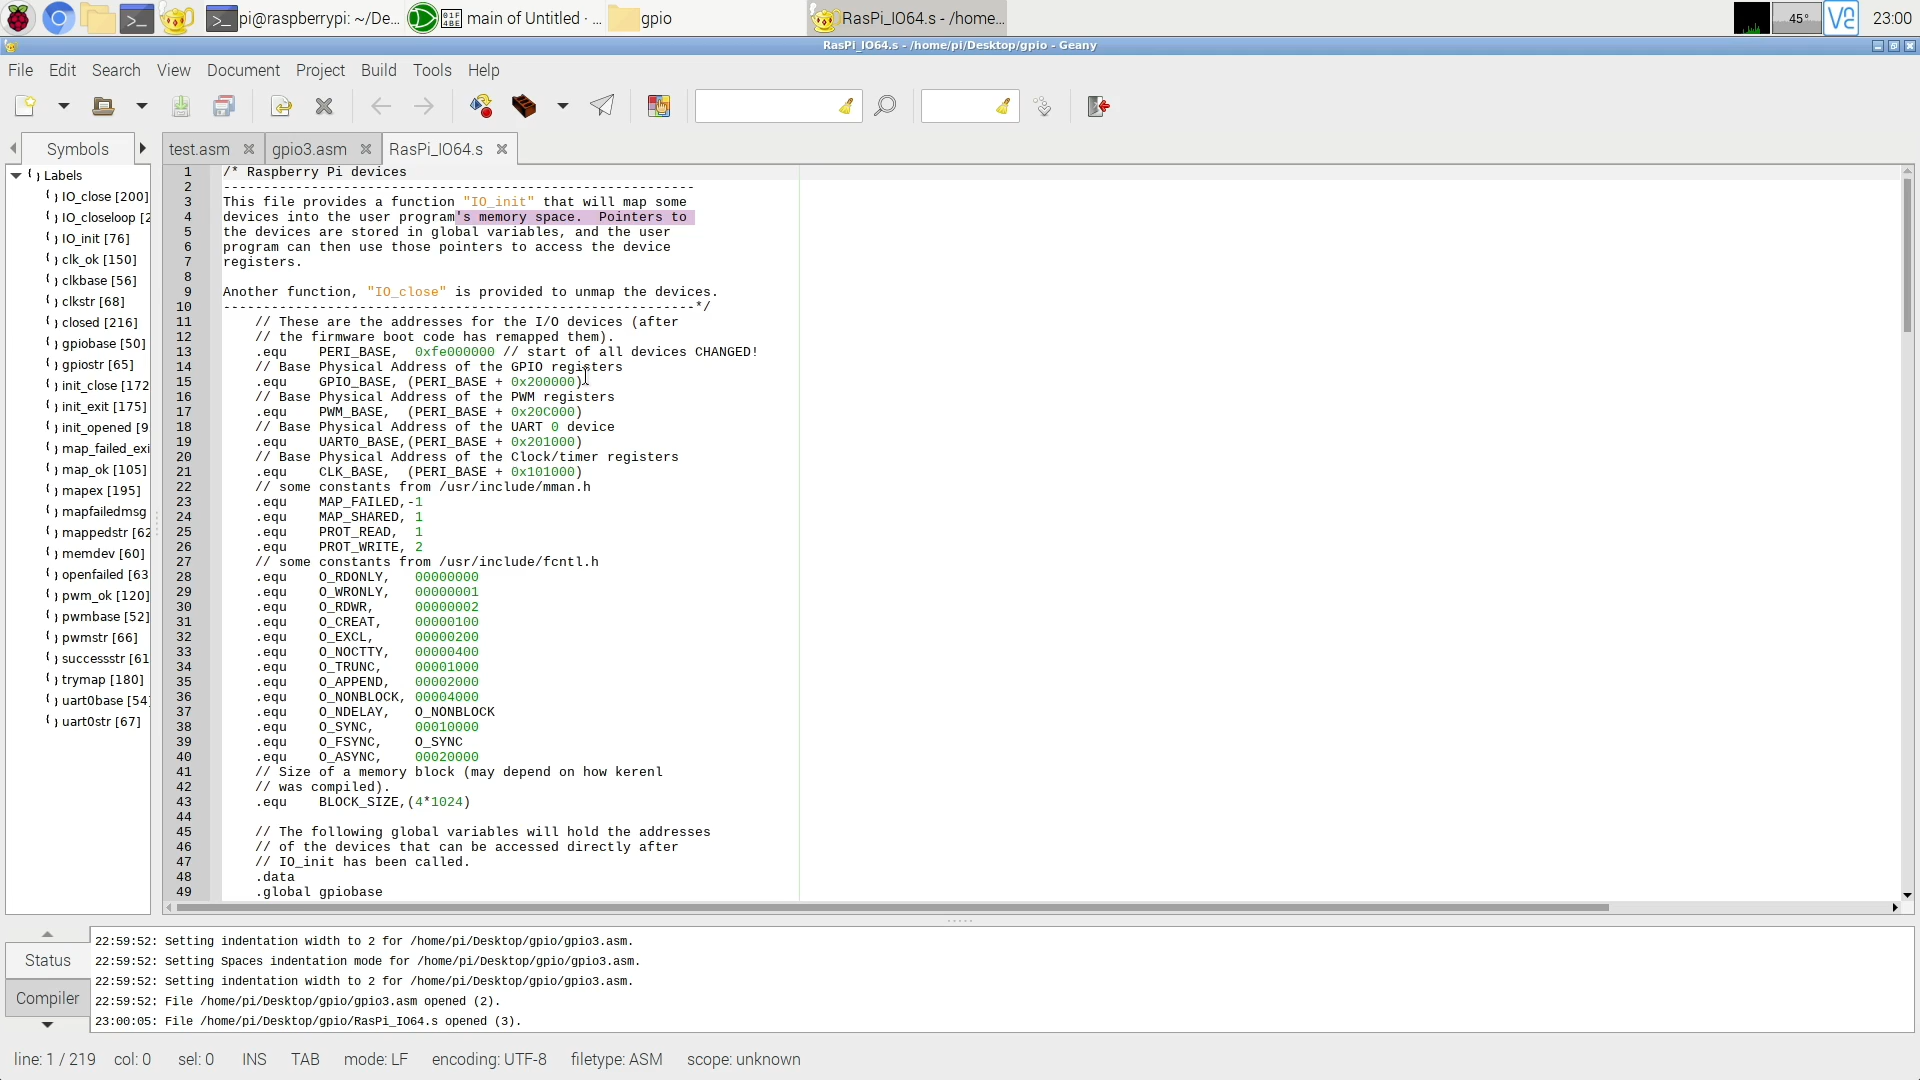 pi@raspberrypi: ~/De... main of Untitled · ... gpio RasPi_IO64.s - /home... 45° 23:00
RasPi_IO64.s - /home/pi/Desktop/gpio - Geany
File Edit Search View Document Project Build Tools Help
Symbols test.asm gpio3.asm RasPi_IO64.s
Labels
IO_close [200]
IO_closeloop [2
IO_init [76]
clk_ok [150]
clkbase [56]
clkstr [68]
closed [216]
gpiobase [50]
gpiostr [65]
init_close [172
init_exit [175]
init_opened [9
map_failed_exi
map_ok [105]
mapex [195]
mapfailedmsg
mappedstr [62
memdev [60]
openfailed [63
pwm_ok [120]
pwmbase [52]
pwmstr [66]
successstr [61
trymap [180]
uart0base [54]
uart0str [67]
1 /* Raspberry Pi devices
2 -----------------------------------------------------------
3 This file provides a function "IO_init" that will map some
4 devices into the user program's memory space.  Pointers to
5 the devices are stored in global variables, and the user
6 program can then use those pointers to access the device
7 registers.
8
9 Another function, "IO_close" is provided to unmap the devices.
10 -----------------------------------------------------------*/
11 // These are the addresses for the I/O devices (after
12 // the firmware boot code has remapped them).
13 .equ PERI_BASE, 0xfe000000 // start of all devices CHANGED!
14 // Base Physical Address of the GPIO registers
15 .equ GPIO_BASE, (PERI_BASE + 0x200000)
16 // Base Physical Address of the PWM registers
17 .equ PWM_BASE, (PERI_BASE + 0x20C000)
18 // Base Physical Address of the UART 0 device
19 .equ UART0_BASE,(PERI_BASE + 0x201000)
20 // Base Physical Address of the Clock/timer registers
21 .equ CLK_BASE, (PERI_BASE + 0x101000)
22 // some constants from /usr/include/mman.h
23 .equ MAP_FAILED,-1
24 .equ MAP_SHARED, 1
25 .equ PROT_READ, 1
26 .equ PROT_WRITE, 2
27 // some constants from /usr/include/fcntl.h
28 .equ O_RDONLY, 00000000
29 .equ O_WRONLY, 00000001
30 .equ O_RDWR, 00000002
31 .equ O_CREAT, 00000100
32 .equ O_EXCL, 00000200
33 .equ O_NOCTTY, 00000400
34 .equ O_TRUNC, 00001000
35 .equ O_APPEND, 00002000
36 .equ O_NONBLOCK, 00004000
37 .equ O_NDELAY, O_NONBLOCK
38 .equ O_SYNC, 00010000
39 .equ O_FSYNC, O_SYNC
40 .equ O_ASYNC, 00020000
41 // Size of a memory block (may depend on how kerenl
42 // was compiled).
43 .equ BLOCK_SIZE,(4*1024)
44
45 // The following global variables will hold the addresses
46 // of the devices that can be accessed directly after
47 // IO_init has been called.
48 .data
49 .global gpiobase
Status
Compiler
22:59:52: Setting indentation width to 2 for /home/pi/Desktop/gpio/gpio3.asm.
22:59:52: Setting Spaces indentation mode for /home/pi/Desktop/gpio/gpio3.asm.
22:59:52: Setting indentation width to 2 for /home/pi/Desktop/gpio/gpio3.asm.
22:59:52: File /home/pi/Desktop/gpio/gpio3.asm opened (2).
23:00:05: File /home/pi/Desktop/gpio/RasPi_IO64.s opened (3).
line: 1 / 219 col: 0 sel: 0 INS TAB mode: LF encoding: UTF-8 filetype: ASM scope: unknown